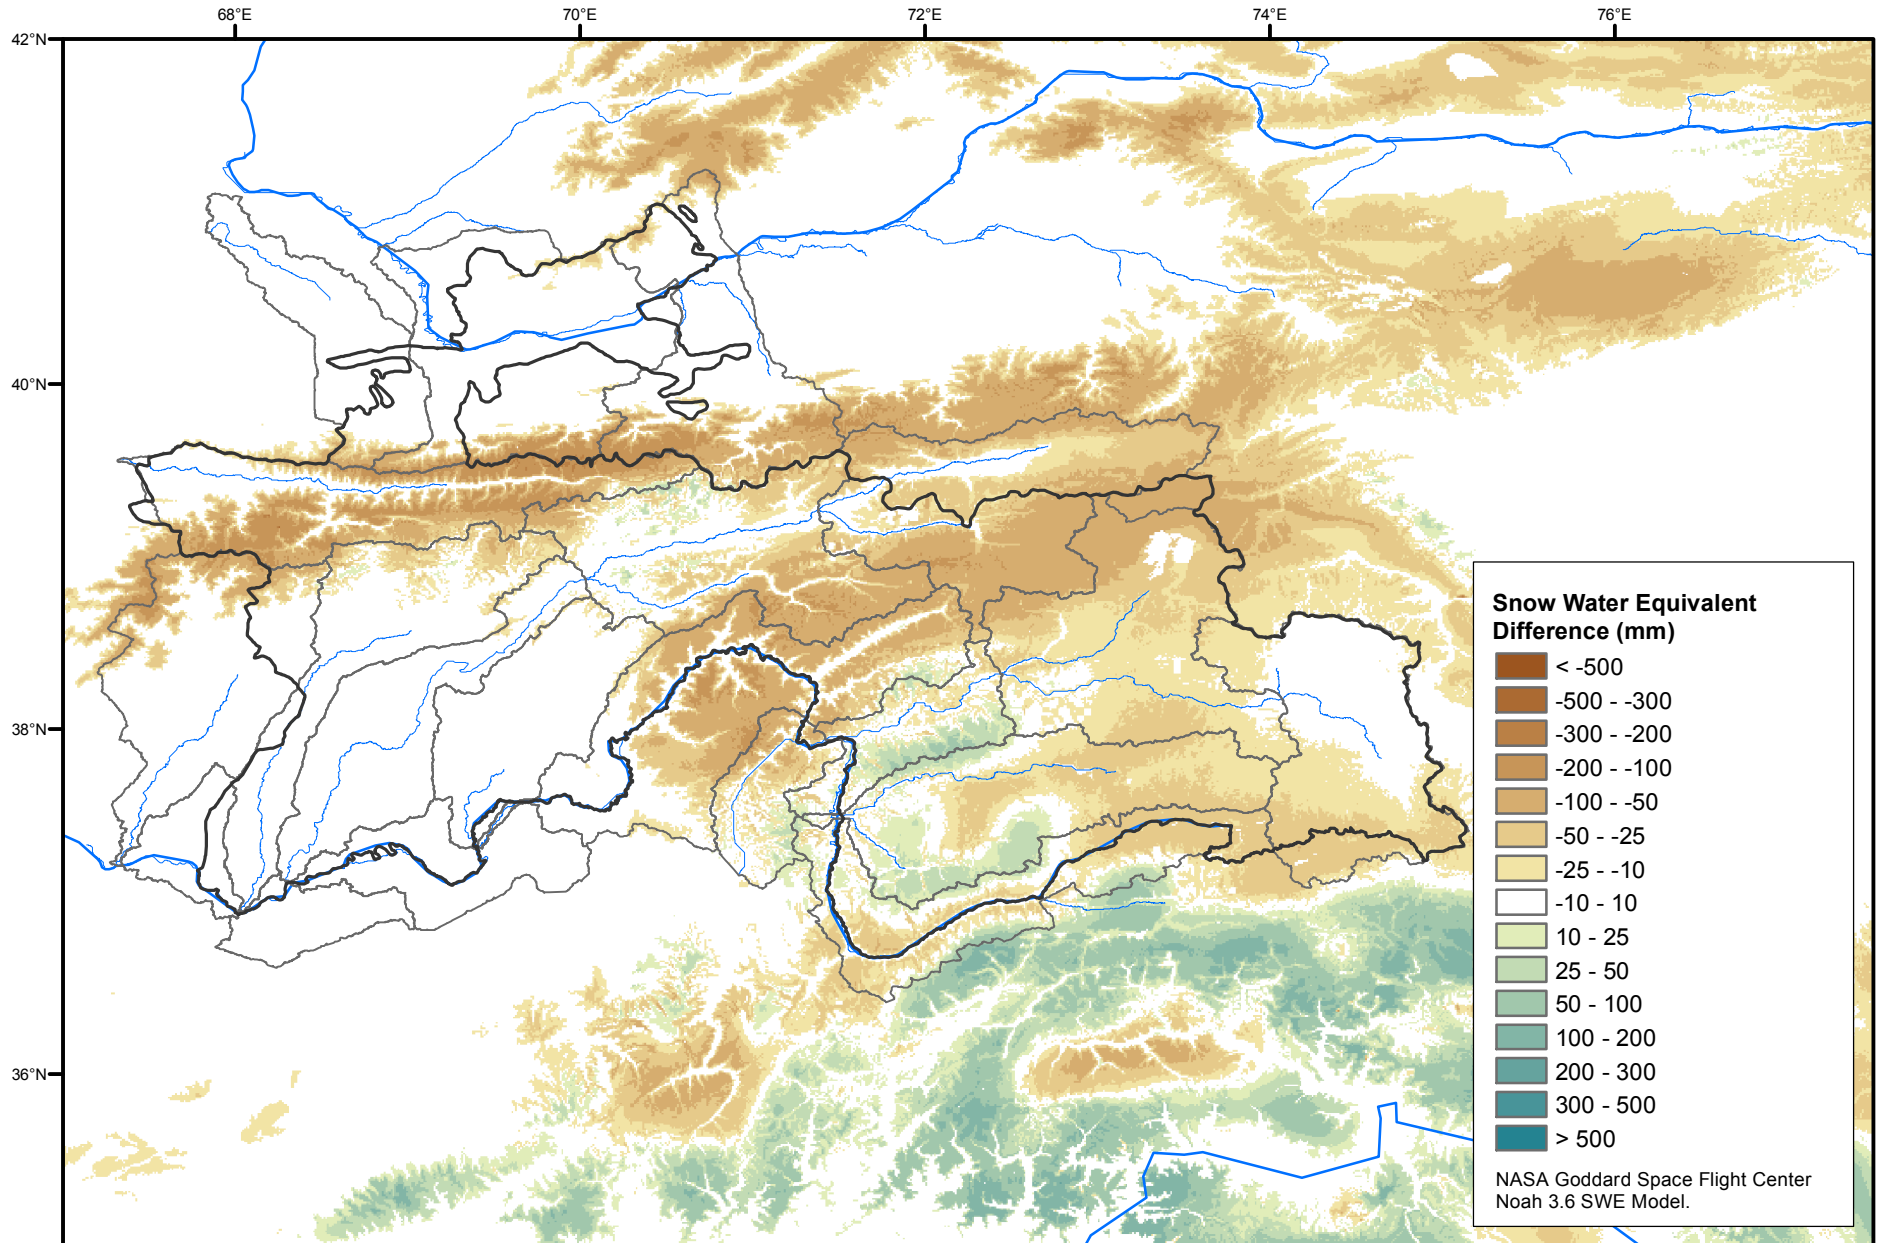 68°E
70°E
72°E
74°E
76°E
42°N
40°N
38°N
36°N
Snow Water Equivalent
Difference (mm)
< -500
-500 - -300
-300 - -200
-200 - -100
-100 - -50
-50 - -25
-25 - -10
-10 - 10
10 - 25
25 - 50
50 - 100
100 - 200
200 - 300
300 - 500
> 500
NASA Goddard Space Flight Center
Noah 3.6 SWE Model.